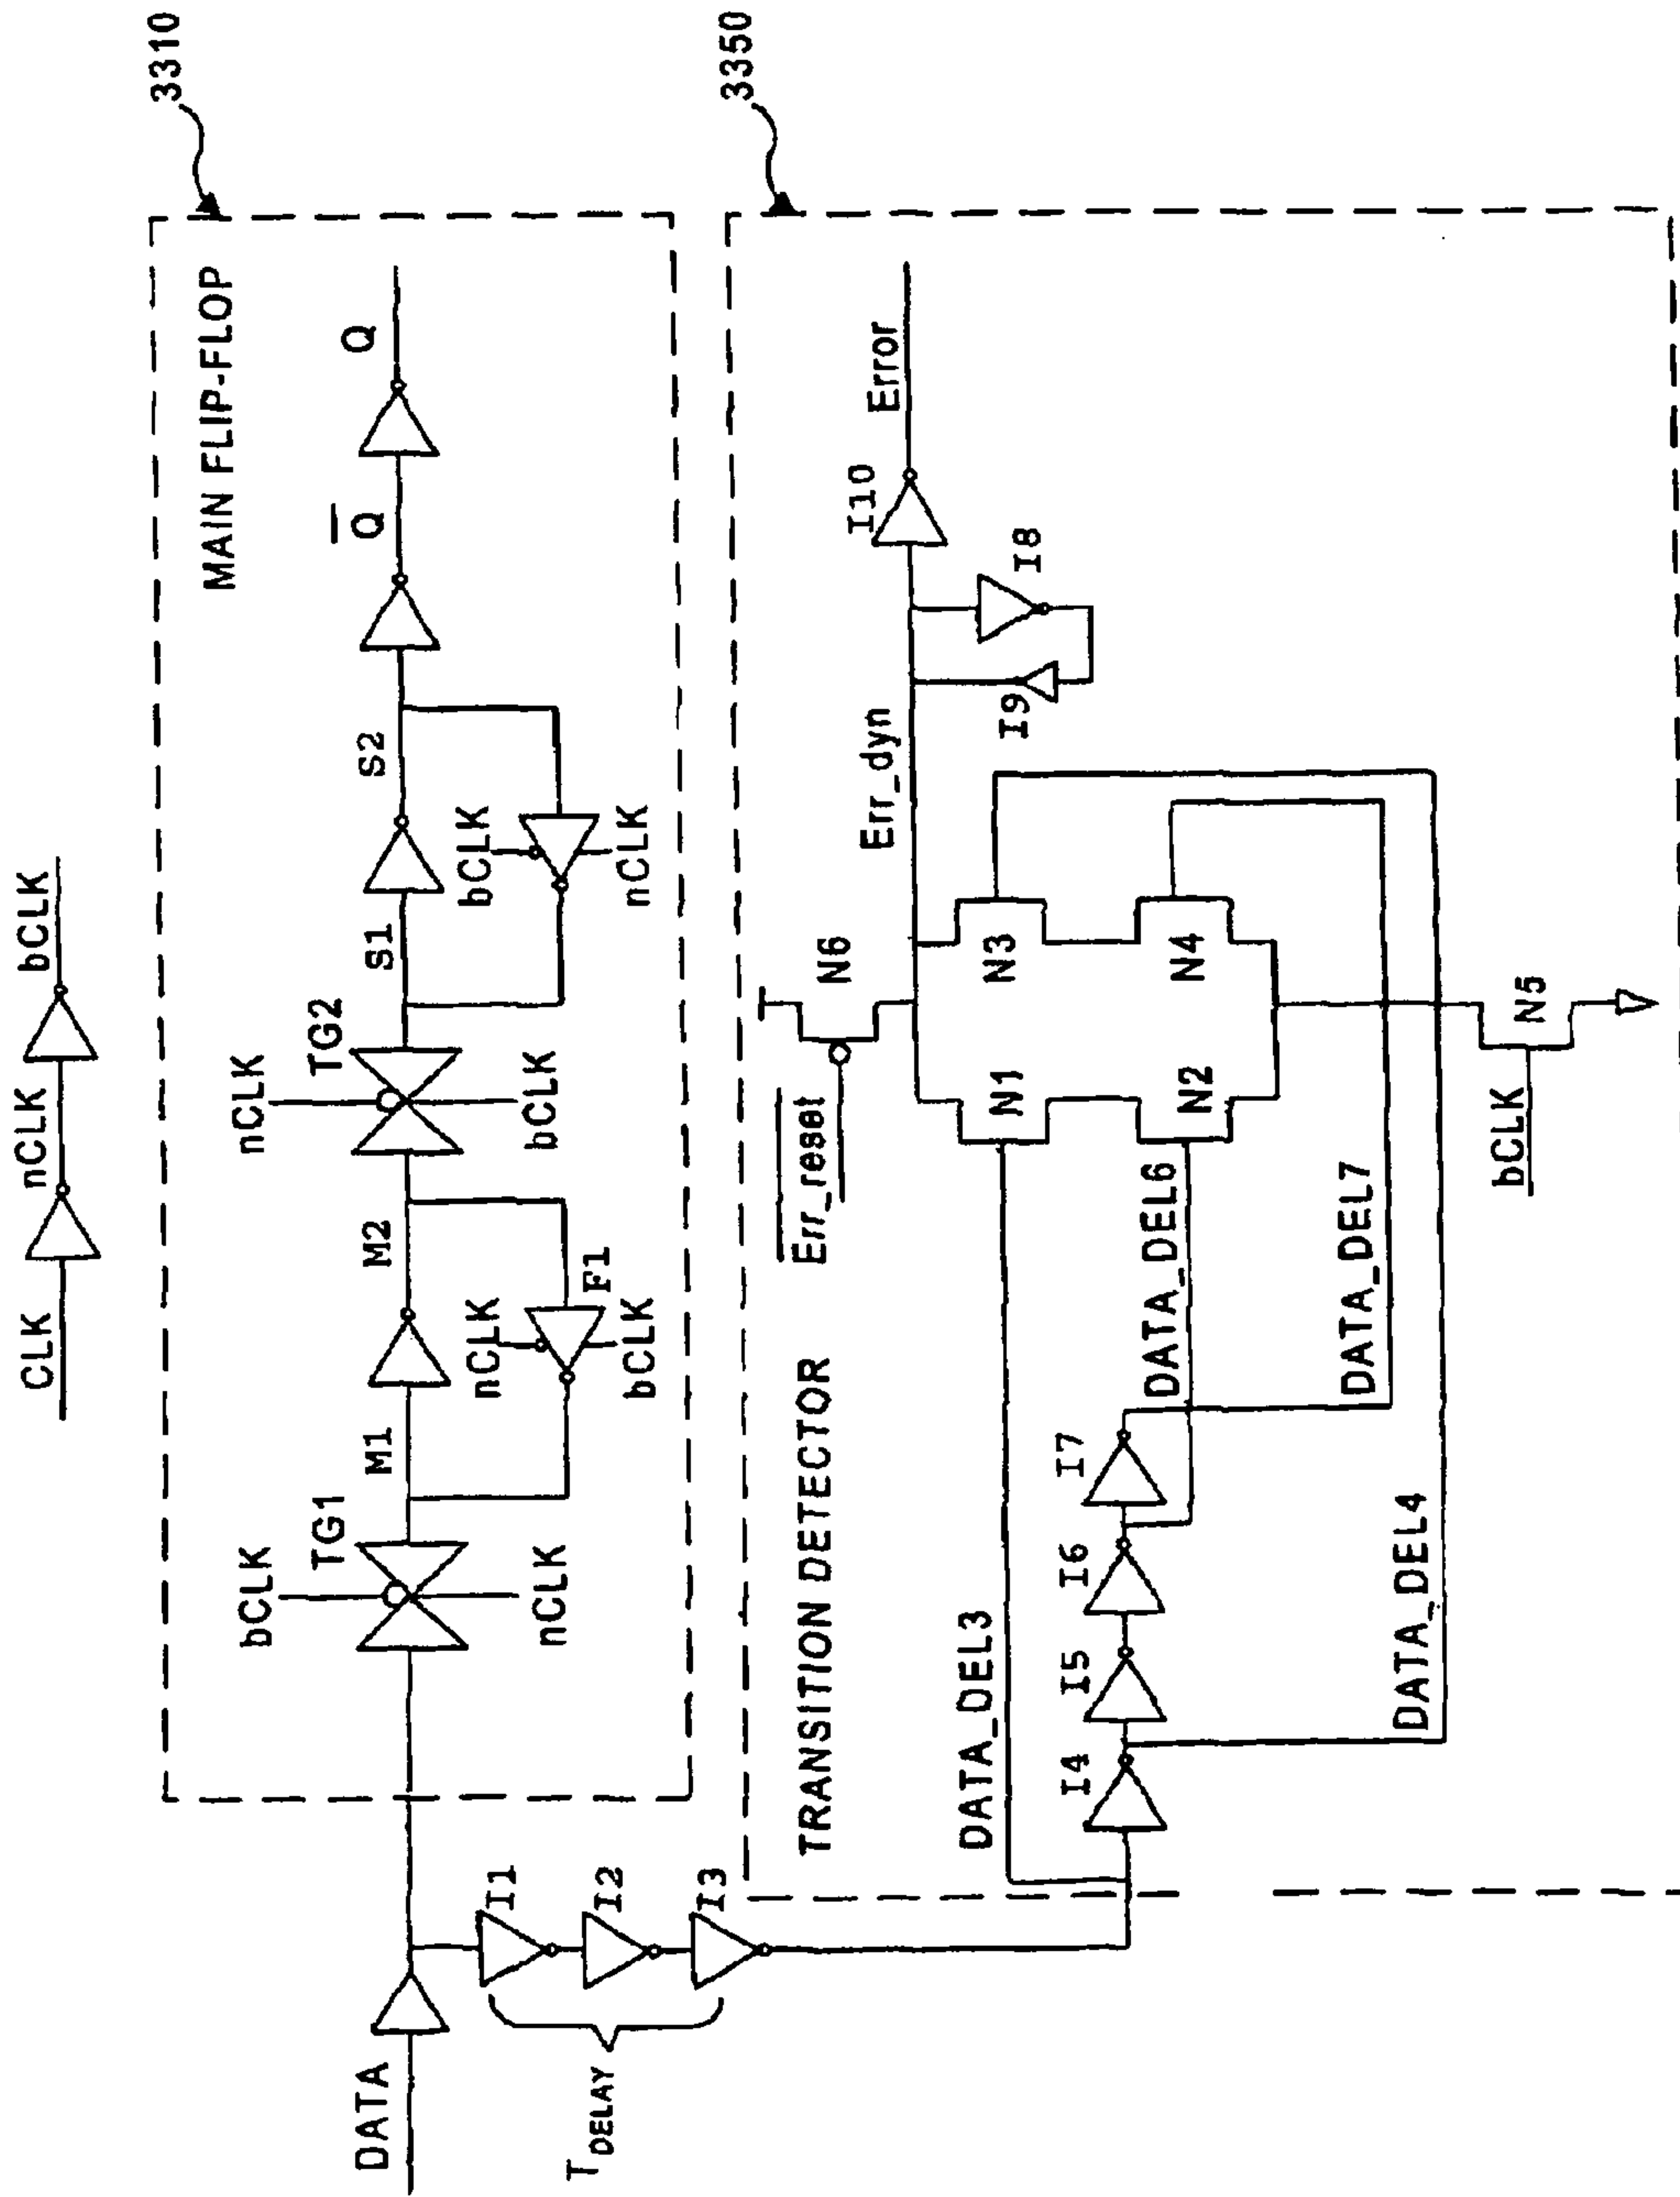 CLK
nCLK
bCLK
3310
MAIN FLIP-FLOP
DATA
bCLK
TG1
nCLK
M1
M2
nCLK
F1
bCLK
nCLK
TG2
bCLK
S1
S2
bCLK
nCLK
Q
Q
I1
I2
I3
T DELAY
3350
TRANSITION DETECTOR
DATA_DEL3
I4
I5
I6
I7
DATA_DEL4
DATA_DEL6
DATA_DEL7
Err_reset
N6
N1
N2
N3
N4
N5
bCLK
Err_dyn
I9
I8
I10
Error